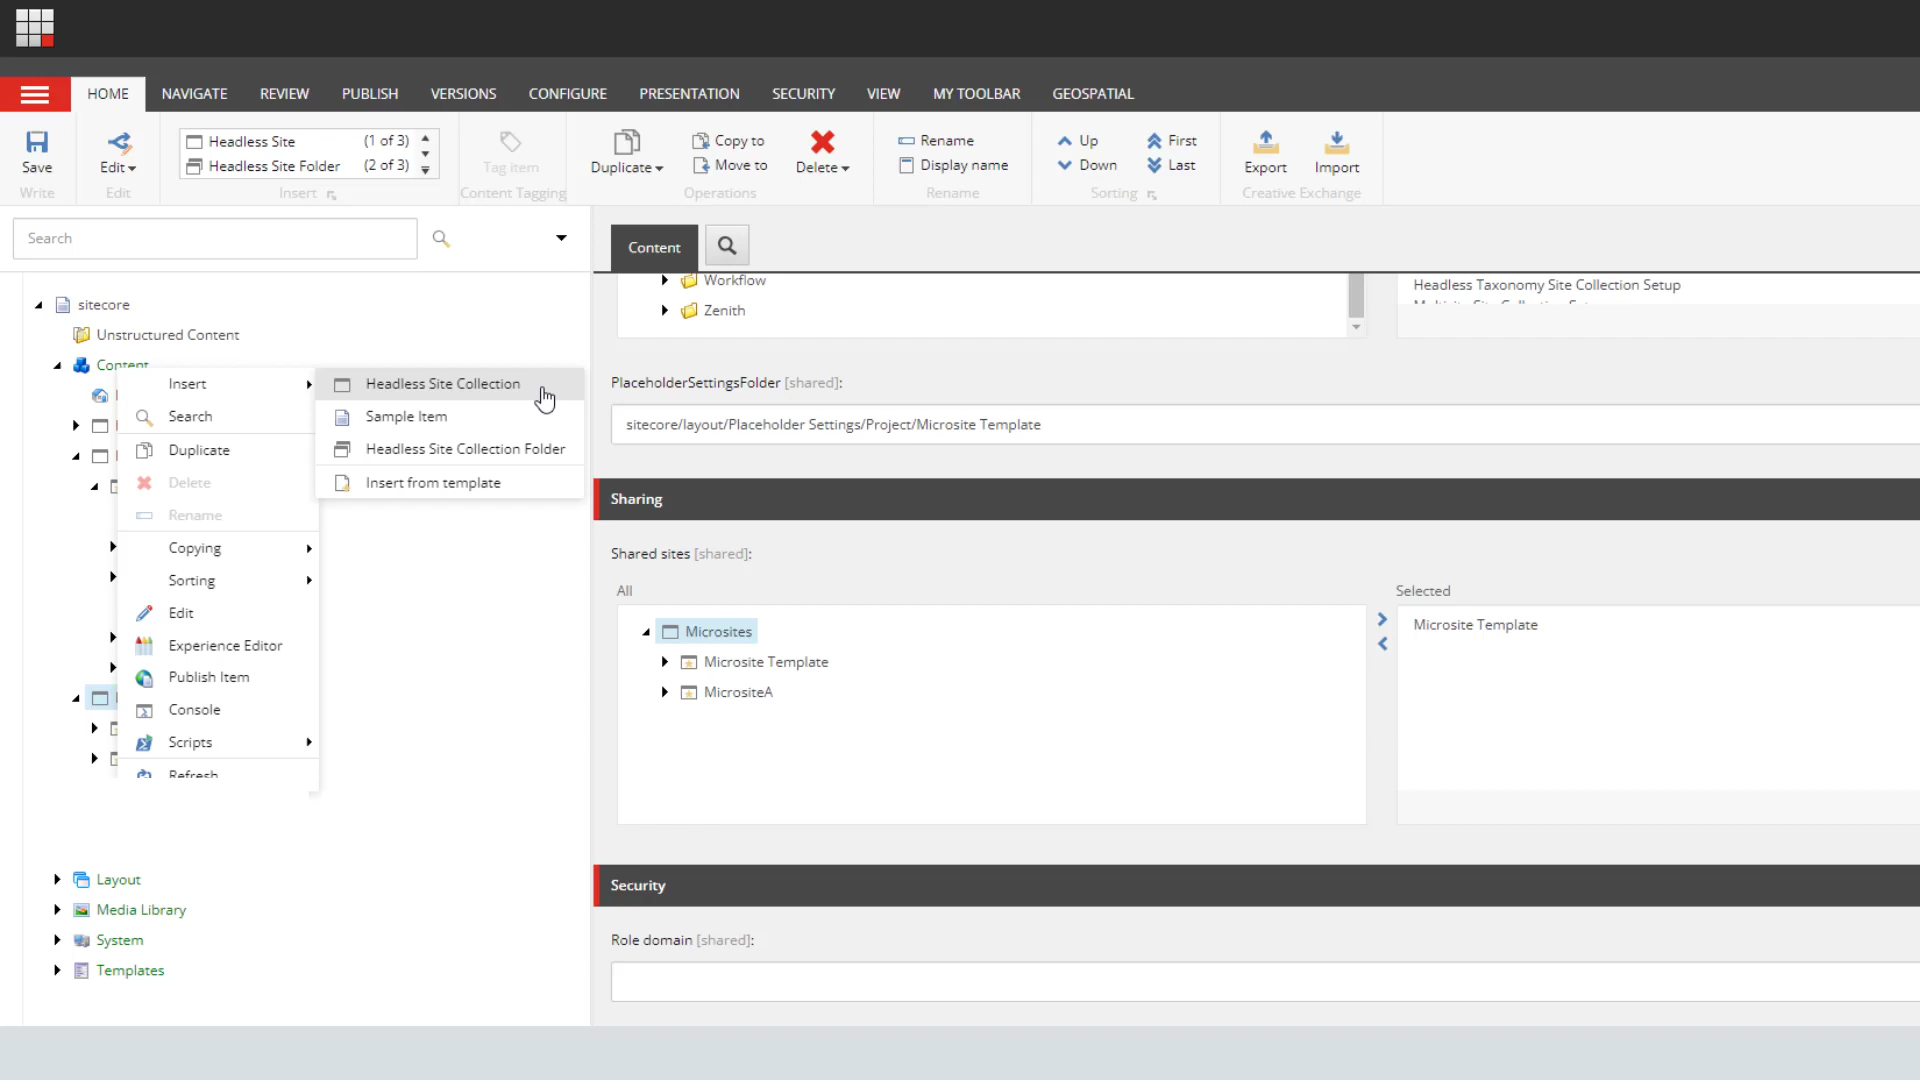 HOME NAVIGATE REVIEW PUBLISH VERSIONS CONFIGURE PRESENTATION SECURITY VIEW MY TOOLBAR GEOSPATIAL
Headless Site (1 of 3)
Headless Site Folder (2 of 3)
Save
Edit
Tag item
Duplicate
Copy to
Move to
Delete
Rename
Display name
Up
Down
First
Last
Export
Import
Write
Edit
Insert
Content Tagging
Operations
Rename
Sorting
Creative Exchange
Search
sitecore
Unstructured Content
Content
Insert
Search
Duplicate
Delete
Rename
Copying
Sorting
Edit
Experience Editor
Publish Item
Console
Scripts
Refresh
Headless Site Collection
Sample Item
Headless Site Collection Folder
Insert from template
Layout
Media Library
System
Templates
Content
Workflow
Zenith
Headless Taxonomy Site Collection Setup
PlaceholderSettingsFolder [shared]:
sitecore/layout/Placeholder Settings/Project/Microsite Template
Sharing
Shared sites [shared]:
All
Microsites
Microsite Template
MicrositeA
Selected
Microsite Template
Security
Role domain [shared]: